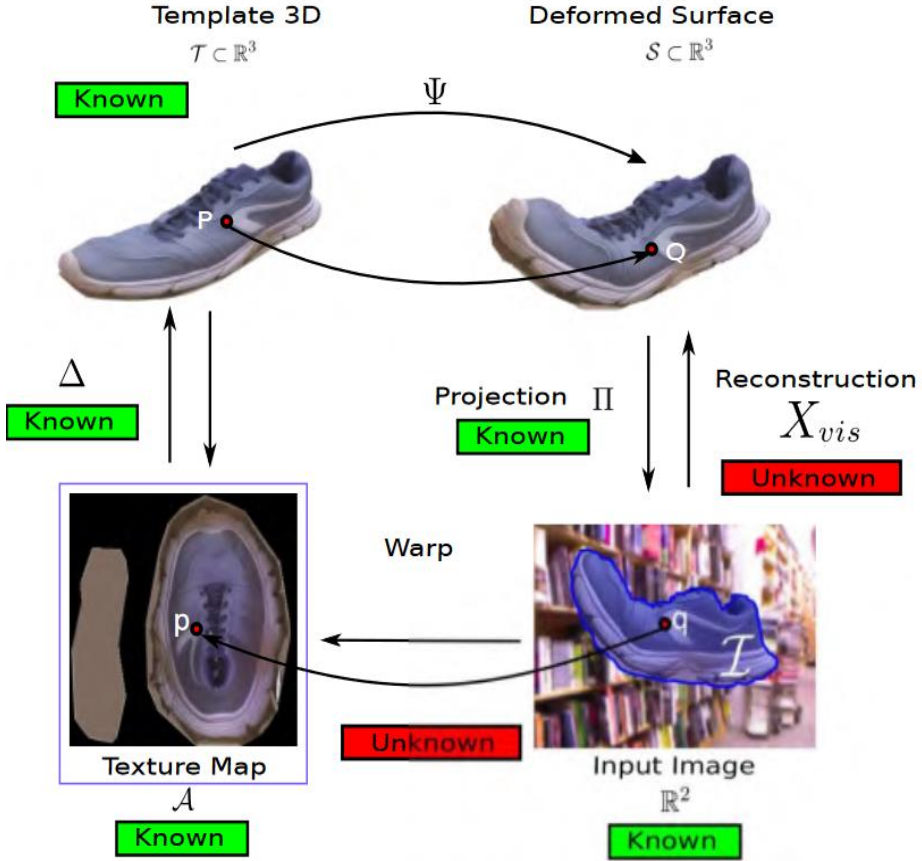 Template 3D
𝒯 ⊂ ℝ³
Known
Deformed Surface
𝒮 ⊂ ℝ³
Ψ
P
Q
Δ
Known
Projection Π
Known
Reconstruction
X_vis
Unknown
Warp
p
q
ℐ
Unknown
Texture Map
𝒜
Known
Input Image
ℝ²
Known